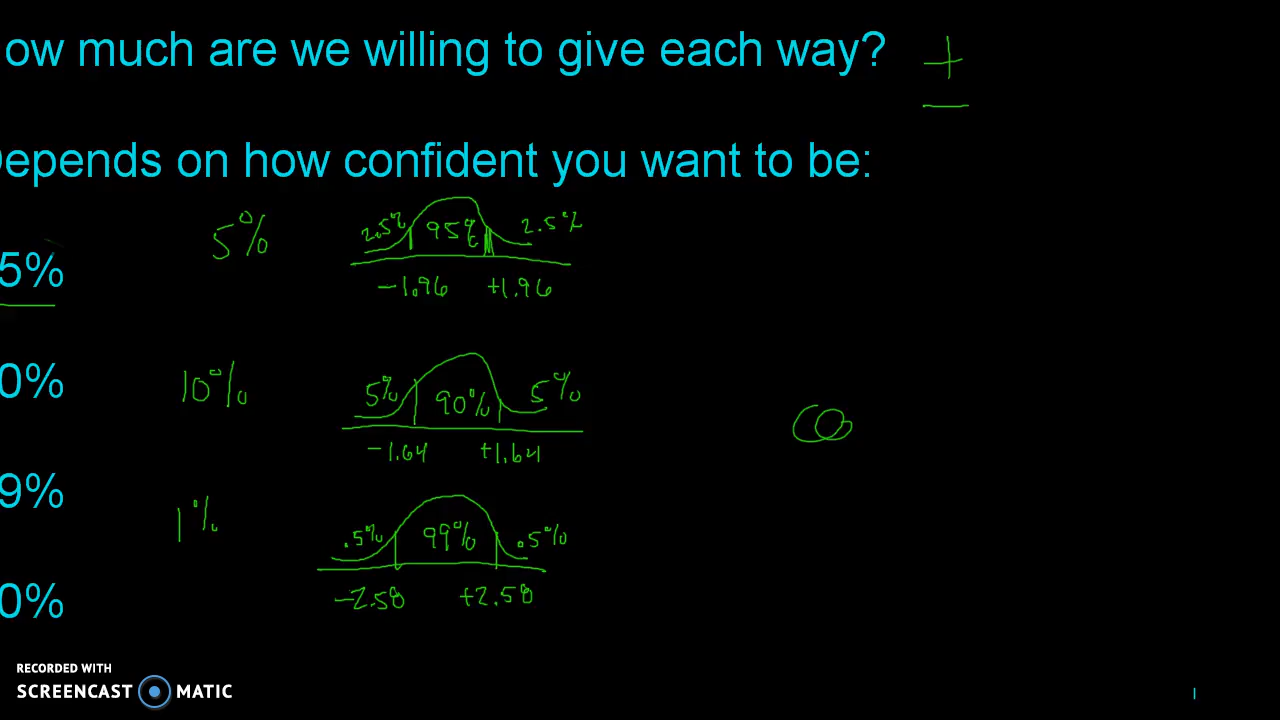 ow much are we willing to give each way? +
—
epends on how confident you want to be:
5% 5% 2.5% 95% 2.5%
-1.96 +1.96
0% 10% 5% 90% 5%
-1.64 +1.64
9% 1% .5% 99% .5%
-2.58 +2.58
0%
RECORDED WITH
SCREENCAST MATIC